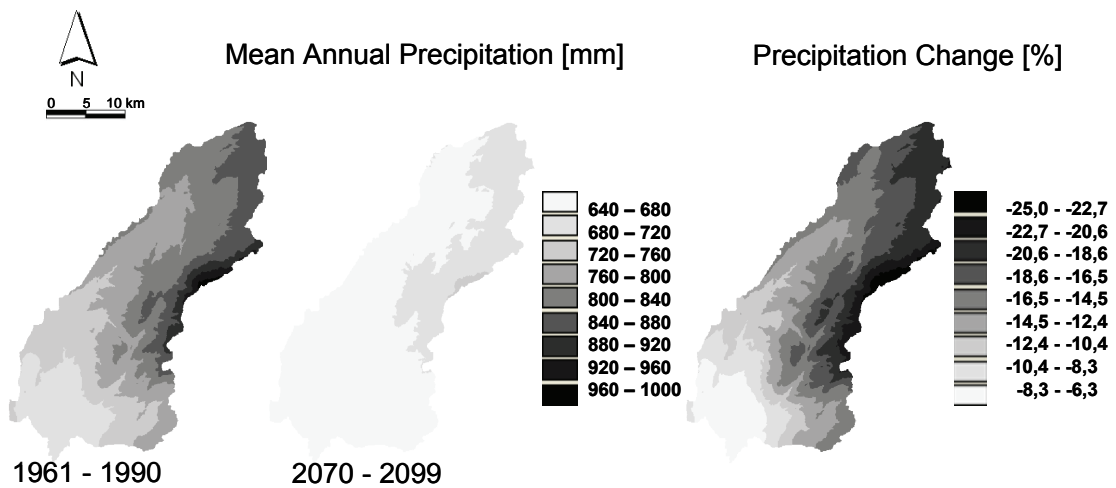 Mean Annual Precipitation [mm]
Precipitation Change [%]
N
0 5 10 km
640 – 680
680 – 720
720 – 760
760 – 800
800 – 840
840 – 880
880 – 920
920 – 960
960 – 1000
-25,0 - -22,7
-22,7 - -20,6
-20,6 - -18,6
-18,6 - -16,5
-16,5 - -14,5
-14,5 - -12,4
-12,4 - -10,4
-10,4 - -8,3
-8,3 - -6,3
1961 - 1990
2070 - 2099